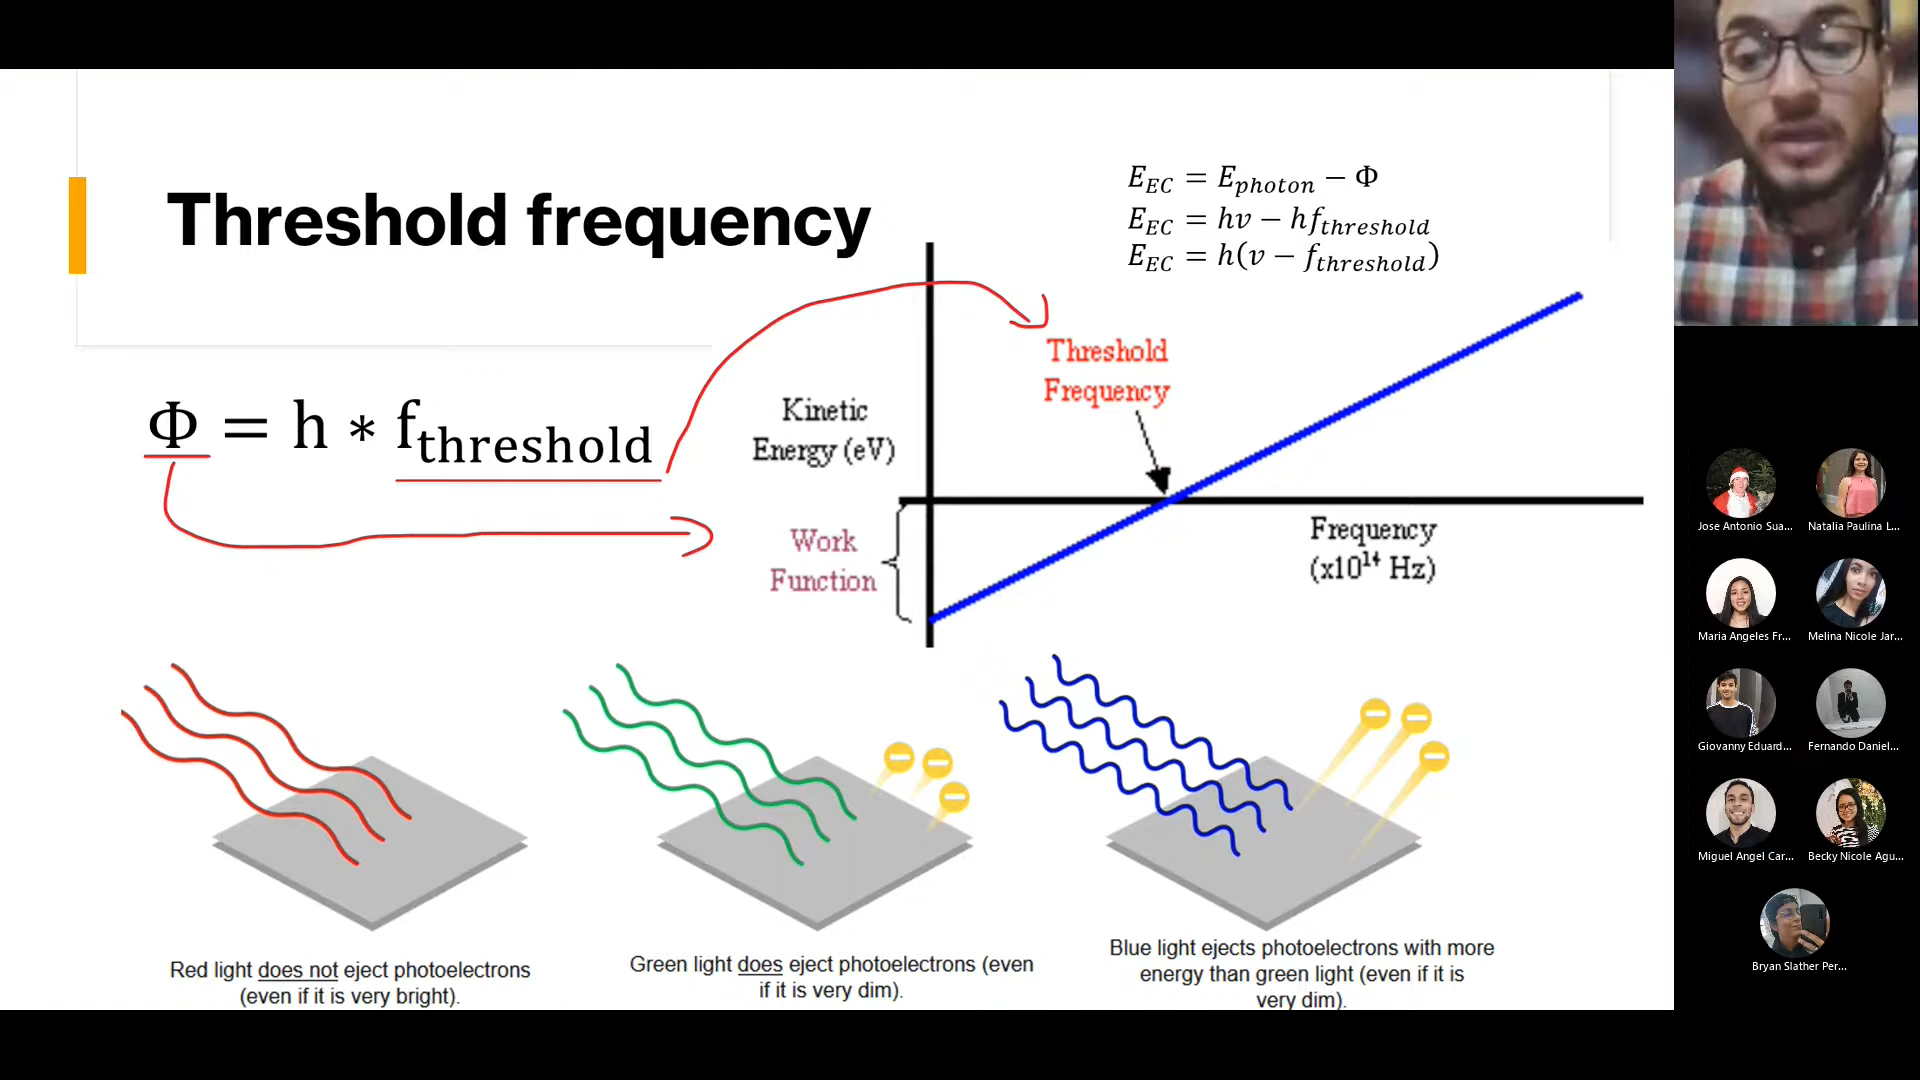 Threshold frequency
E_EC = E_photon − Φ
E_EC = hv − hf_threshold
E_EC = h(v − f_threshold)
Φ = h ∗ f_threshold
Threshold
Frequency
Kinetic
Energy (eV)
Work
Function
Frequency
(x10¹⁴ Hz)
Red light does not eject photoelectrons
(even if it is very bright).
Green light does eject photoelectrons (even
if it is very dim).
Blue light ejects photoelectrons with more
energy than green light (even if it is
very dim).
Jose Antonio Sua...
Natalia Paulina L...
Maria Angeles Fr...
Melina Nicole Jar...
Giovanny Eduard...
Fernando Daniel...
Miguel Angel Car...
Becky Nicole Agu...
Bryan Slather Per...